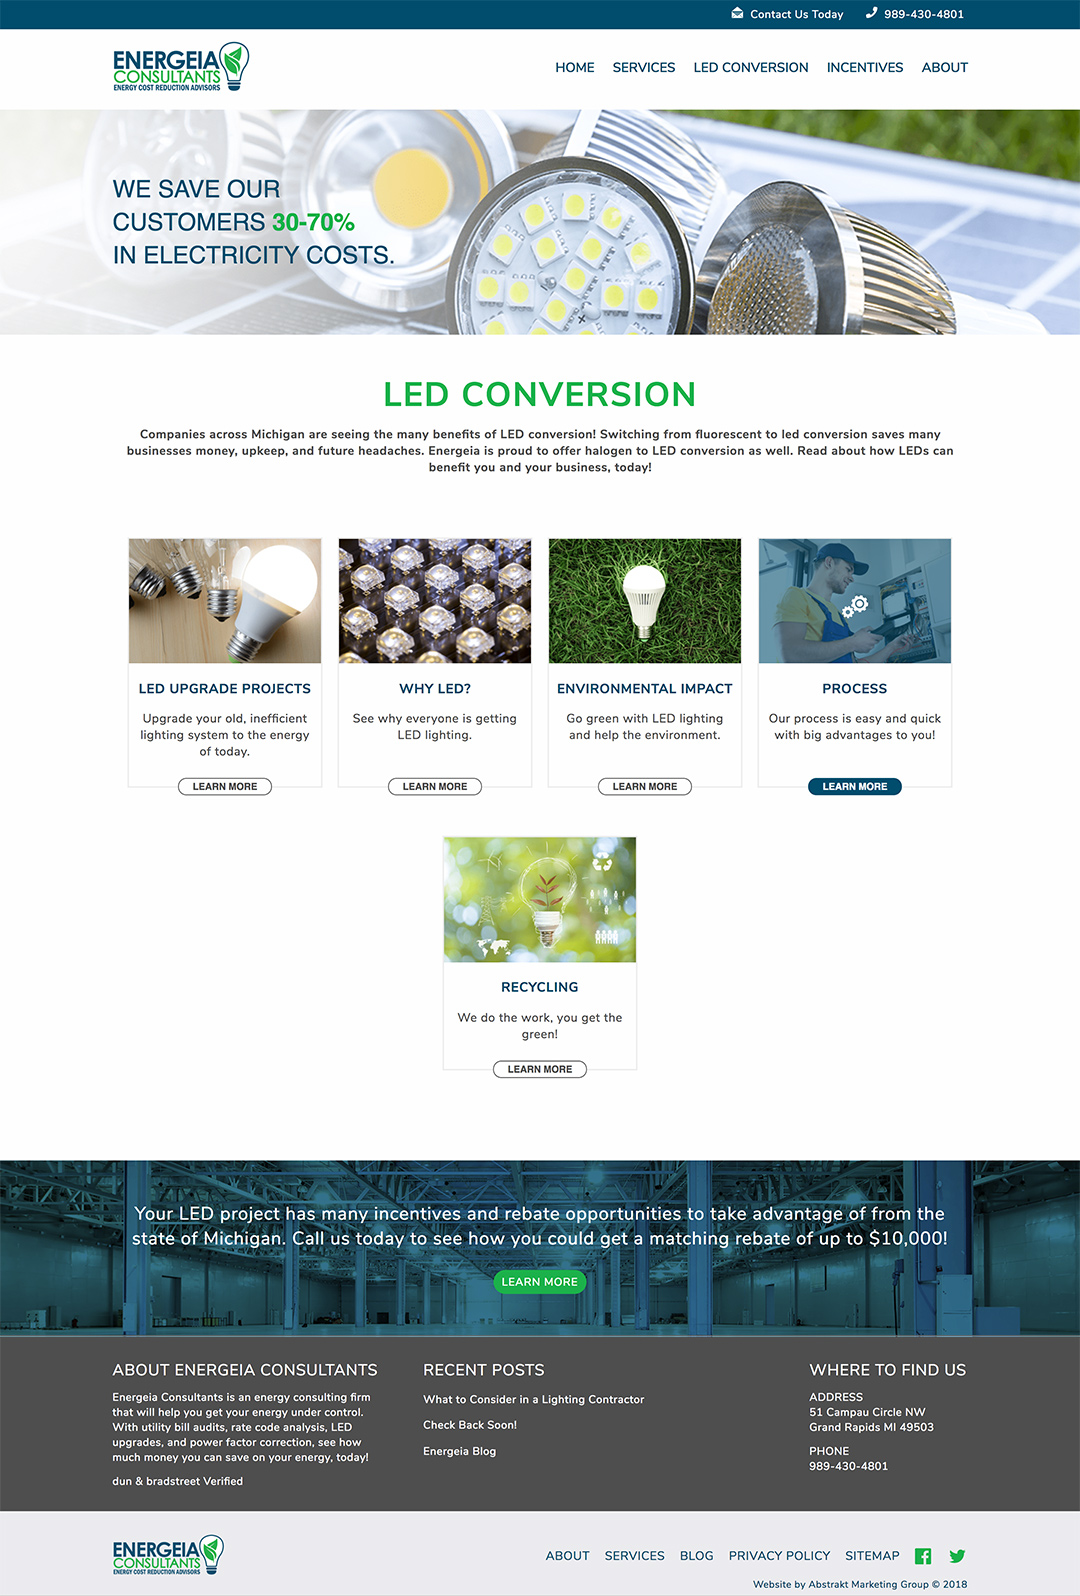 Contact Us Today 989-430-4801
ENERGEIA
CONSULTANTS
ENERGY COST REDUCTION ADVISORS
HOME SERVICES LED CONVERSION INCENTIVES ABOUT
WE SAVE OUR
CUSTOMERS 30-70%
IN ELECTRICITY COSTS.
LED CONVERSION
Companies across Michigan are seeing the many benefits of LED conversion! Switching from fluorescent to led conversion saves many
businesses money, upkeep, and future headaches. Energeia is proud to offer halogen to LED conversion as well. Read about how LEDs can
benefit you and your business, today!
LED UPGRADE PROJECTS
Upgrade your old, inefficient
lighting system to the energy
of today.
LEARN MORE
WHY LED?
See why everyone is getting
LED lighting.
LEARN MORE
ENVIRONMENTAL IMPACT
Go green with LED lighting
and help the environment.
LEARN MORE
PROCESS
Our process is easy and quick
with big advantages to you!
LEARN MORE
RECYCLING
We do the work, you get the
green!
LEARN MORE
Your LED project has many incentives and rebate opportunities to take advantage of from the
state of Michigan. Call us today to see how you could get a matching rebate of up to $10,000!
LEARN MORE
ABOUT ENERGEIA CONSULTANTS
Energeia Consultants is an energy consulting firm
that will help you get your energy under control.
With utility bill audits, rate code analysis, LED
upgrades, and power factor correction, see how
much money you can save on your energy, today!
dun & bradstreet Verified
RECENT POSTS
What to Consider in a Lighting Contractor
Check Back Soon!
Energeia Blog
WHERE TO FIND US
ADDRESS
51 Campau Circle NW
Grand Rapids MI 49503
PHONE
989-430-4801
ENERGEIA
CONSULTANTS
ENERGY COST REDUCTION ADVISORS
ABOUT SERVICES BLOG PRIVACY POLICY SITEMAP
Website by Abstrakt Marketing Group © 2018